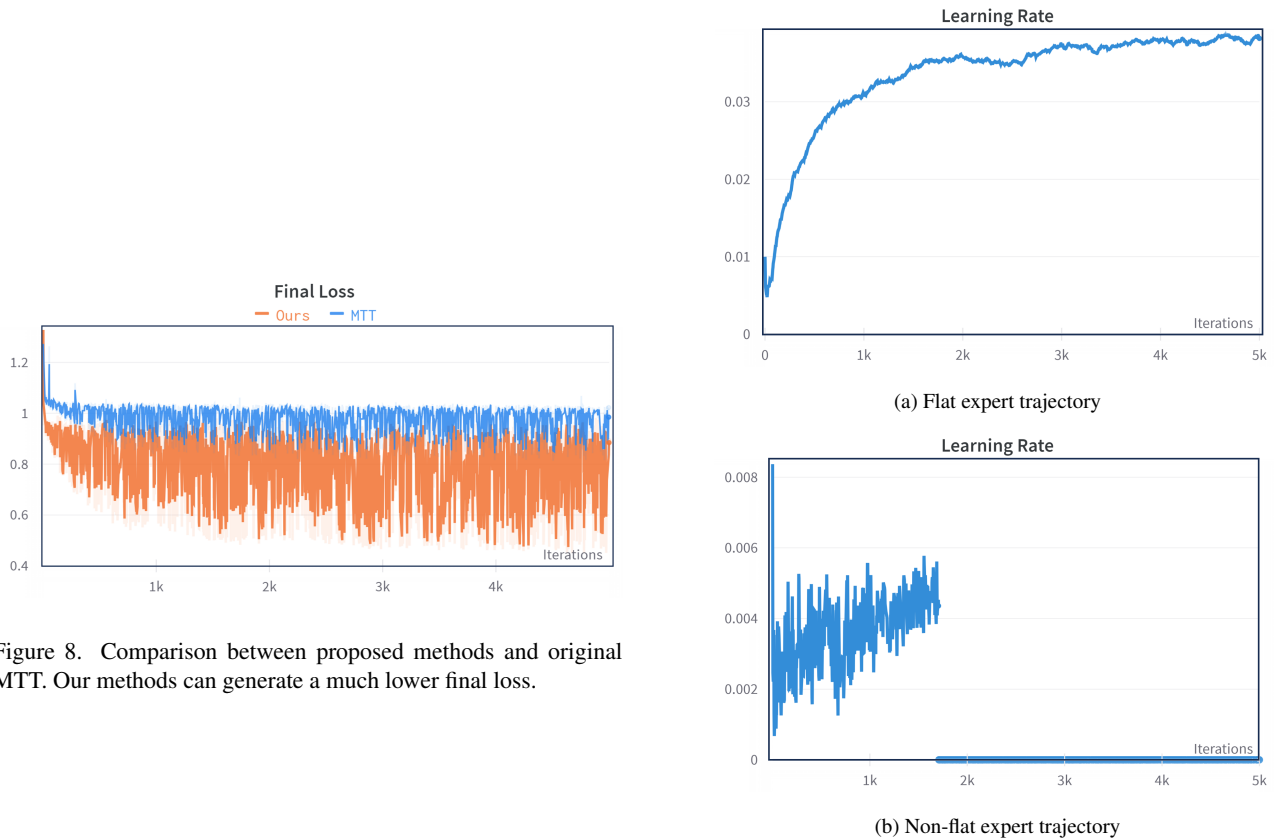 Final Loss
Ours MTT
1.2
1
0.8
0.6
0.4
Iterations
1k 2k 3k 4k
igure 8. Comparison between proposed methods and original
MTT. Our methods can generate a much lower final loss.
Learning Rate
0.03
0.02
0.01
0
Iterations
0 1k 2k 3k 4k 5k
(a) Flat expert trajectory
Learning Rate
0.008
0.006
0.004
0.002
0
Iterations
1k 2k 3k 4k 5k
(b) Non-flat expert trajectory